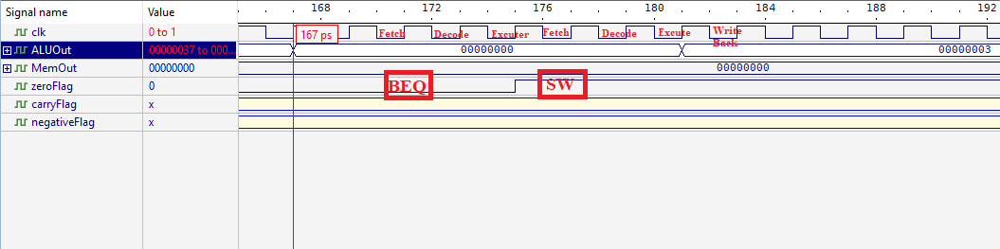 Signal name Value 168 172 176 180 184 188 192
clk 0 to 1 Fetch Decode Excuter Fetch Decode Excute Write Back
167 ps
ALUOut 00000037 to 000... 00000000 00000003
MemOut 00000000 00000000
zeroFlag 0 BEQ SW
carryFlag x
negativeFlag x